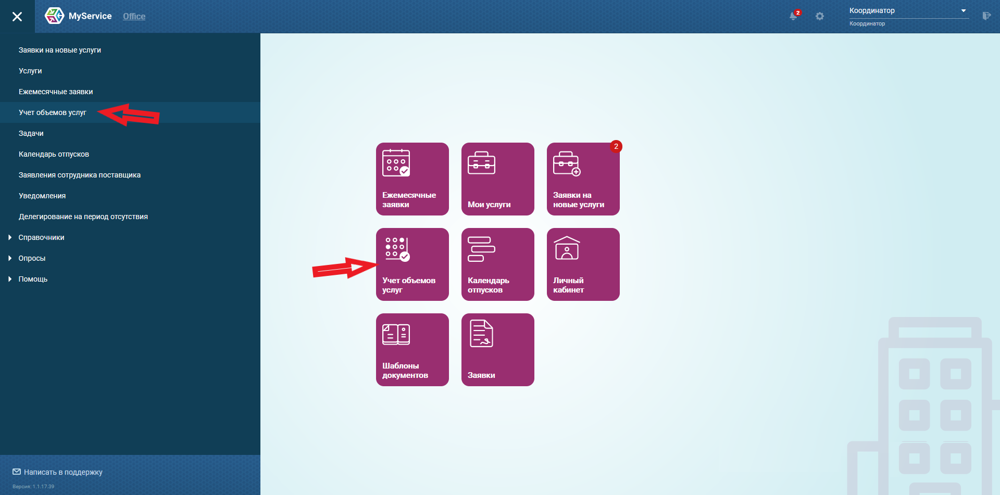 MyService Office
2
Координатор
Координатор
Заявки на новые услуги
Услуги
Ежемесячные заявки
Учет объемов услуг
Задачи
Календарь отпусков
Заявления сотрудника поставщика
Уведомления
Делегирование на период отсутствия
Справочники
Опросы
Помощь
Написать в поддержку
Версия: 1.1.17.39
Ежемесячные
заявки
Мои услуги
2
Заявки на
новые услуги
Учет объемов
услуг
Календарь
отпусков
Личный
кабинет
Шаблоны
документов
Заявки